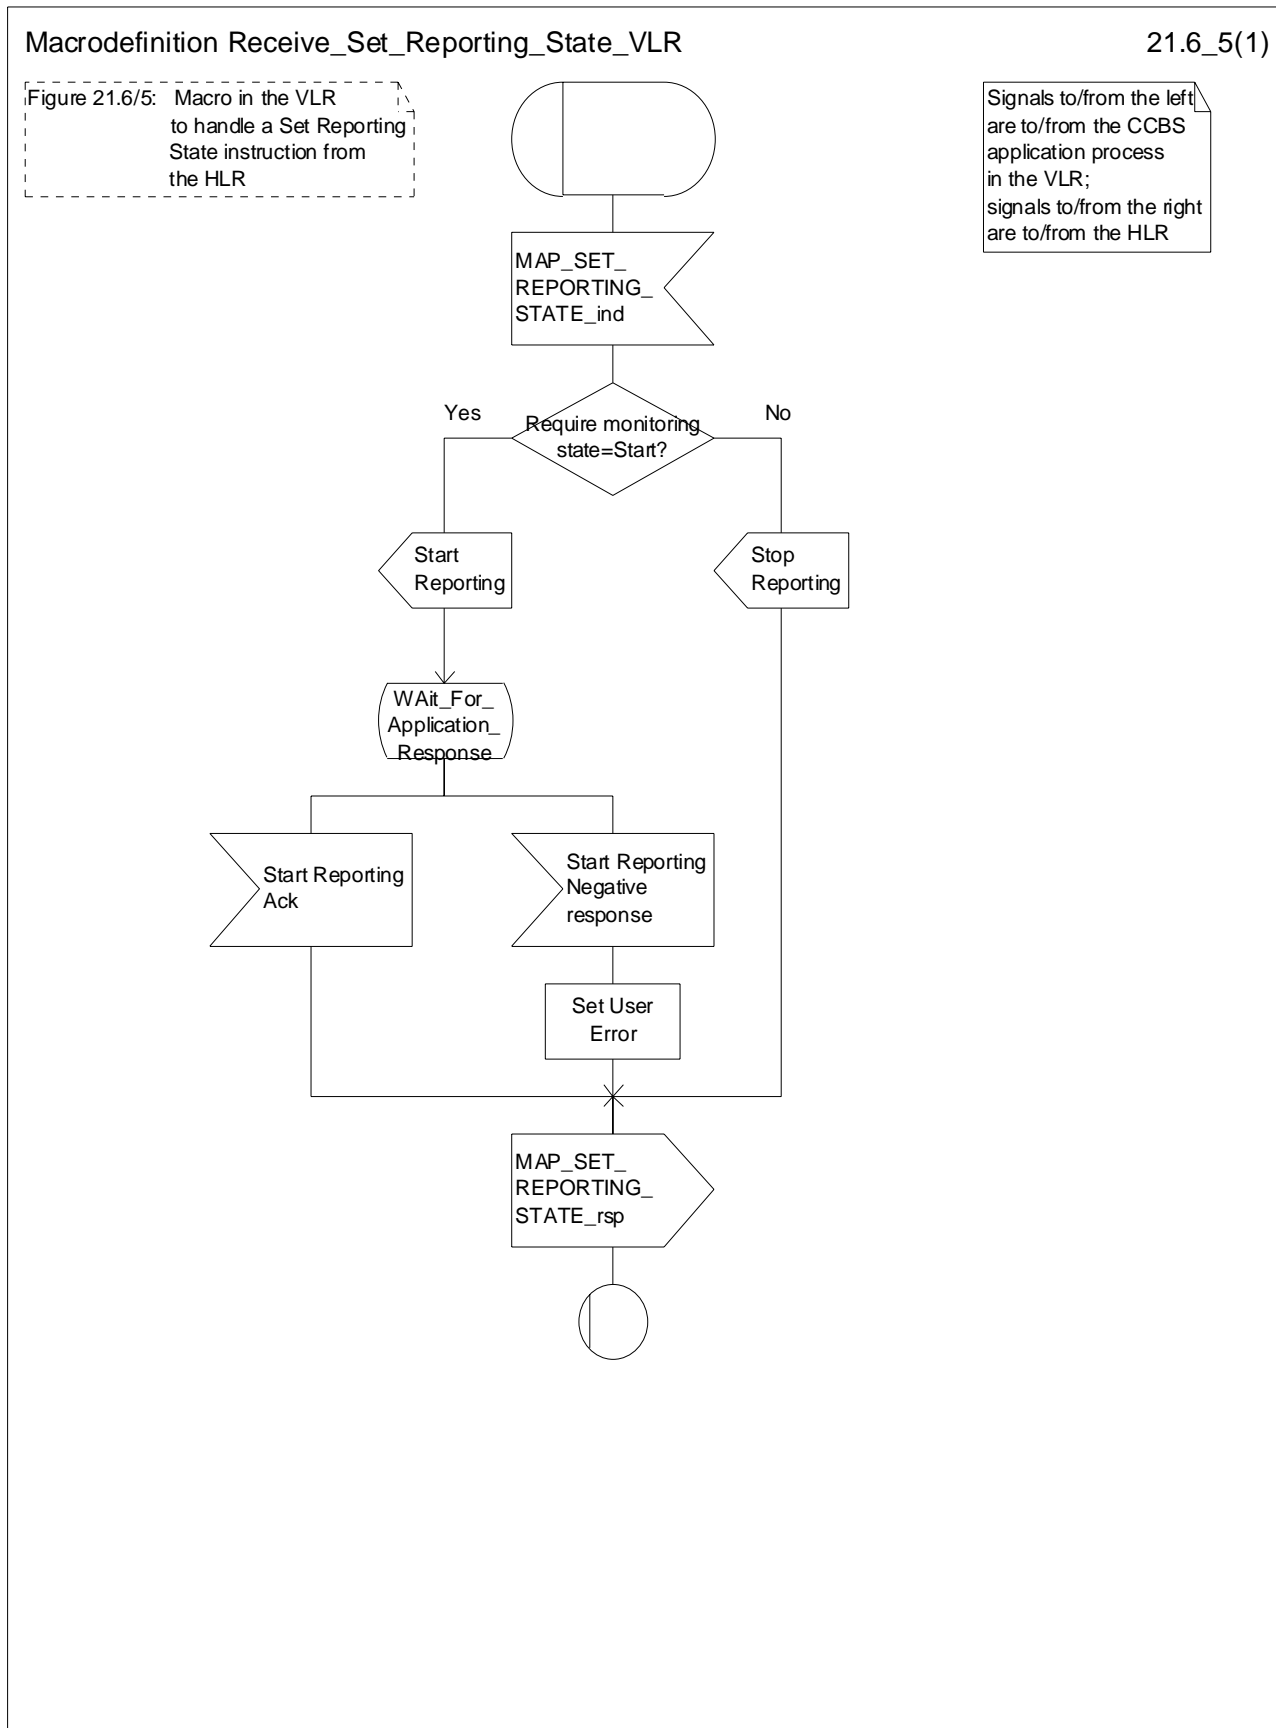 Macrodefinition Receive_Set_Reporting_State_VLR
21.6_5(1)
Figure 21.6/5: Macro in the VLR
to handle a Set Reporting
State instruction from
the HLR
Signals to/from the left
are to/from the CCBS
application process
in the VLR;
signals to/from the right
are to/from the HLR
MAP_SET_
REPORTING_
STATE_ind
Yes
No
Require monitoring
state=Start?
Start
Reporting
Stop
Reporting
WAit_For_
Application_
Response
Start Reporting
Ack
Start Reporting
Negative
response
Set User
Error
MAP_SET_
REPORTING_
STATE_rsp